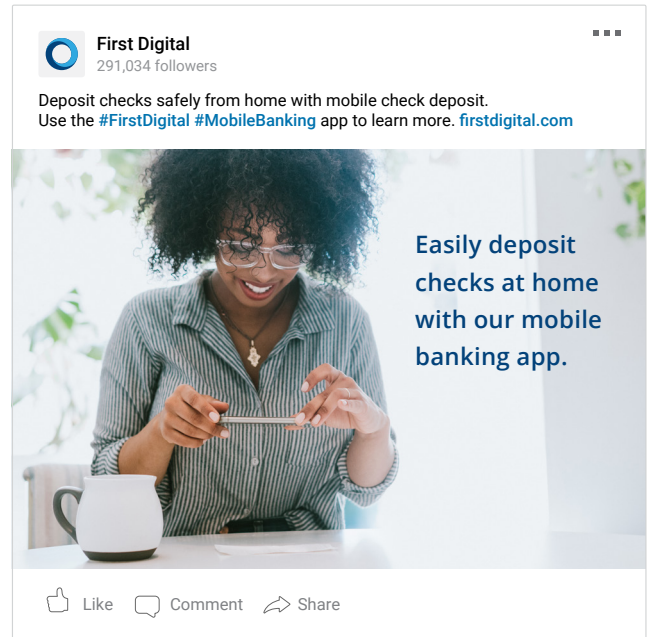 First Digital
291,034 followers
Deposit checks safely from home with mobile check deposit.
Use the #FirstDigital #MobileBanking app to learn more. firstdigital.com
Easily deposit
checks at home
with our mobile
banking app.
Like Comment Share